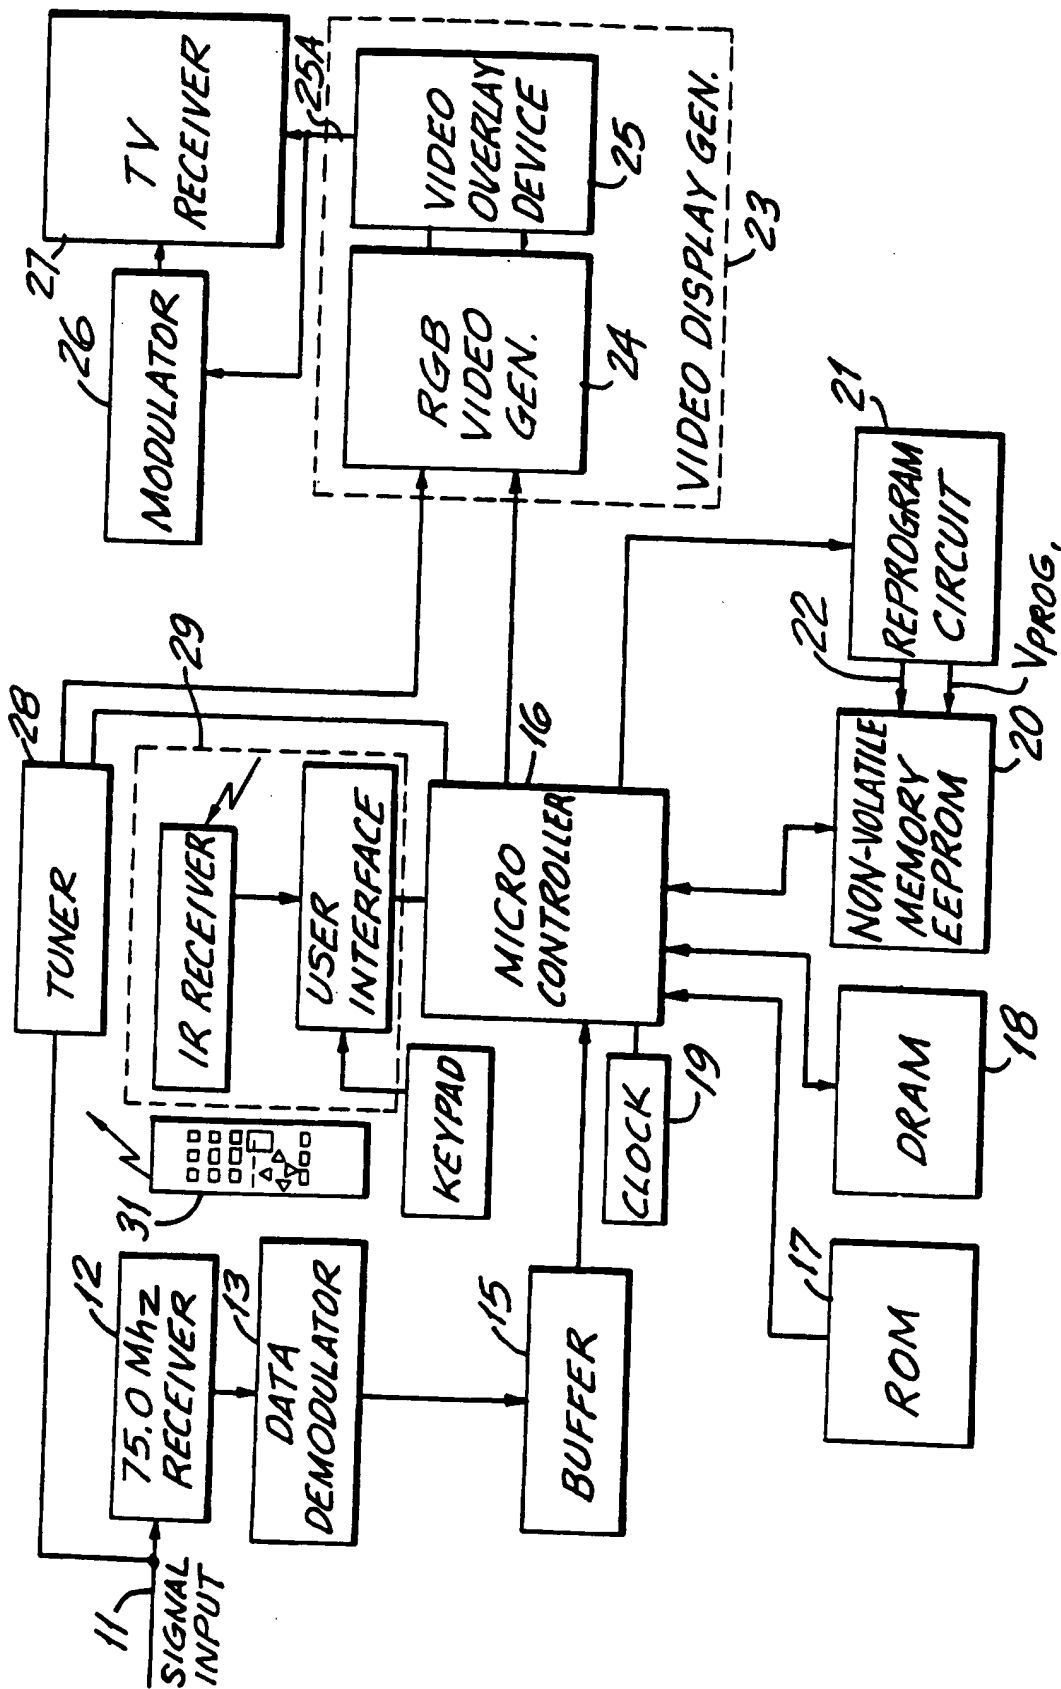 11
SIGNAL
INPUT
12
75.0 Mhz
RECEIVER
13
DATA
DEMODULATOR
15
BUFFER
17
ROM
31
28
TUNER
29
IR RECEIVER
USER
INTERFACE
KEYPAD
16
MICRO
CONTROLLER
CLOCK
19
DRAM
18
NON-VOLATILE
MEMORY
EEPROM
20
22
VPROG.
21
REPROGRAM
CIRCUIT
26
MODULATOR
27
TV
RECEIVER
25A
RGB
VIDEO
GEN.
24
VIDEO
OVERLAY
DEVICE
25
VIDEO DISPLAY GEN.
23